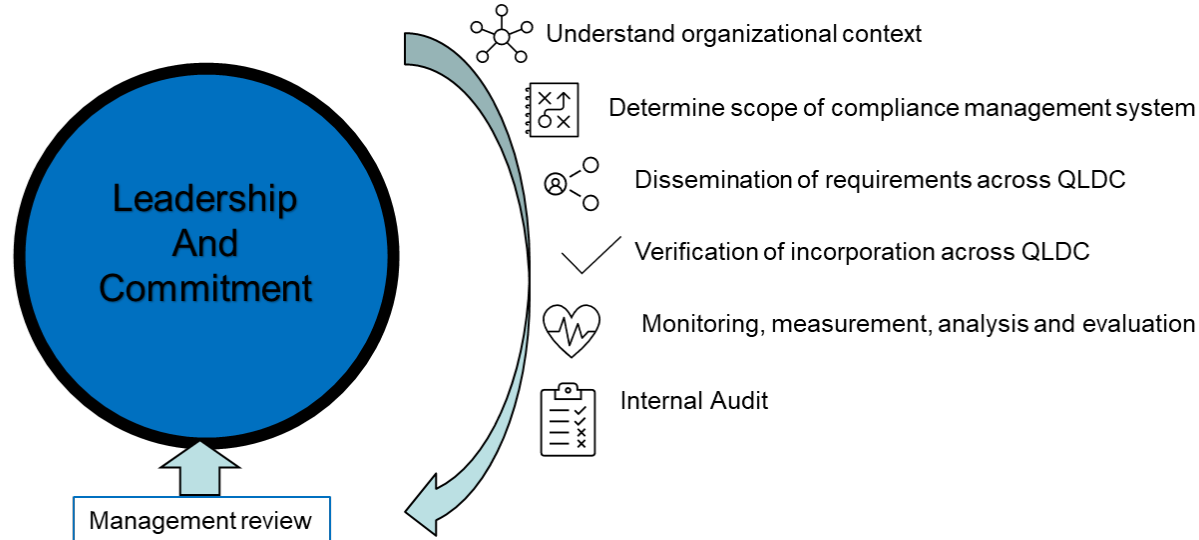 Understand organizational context
Determine scope of compliance management system
Dissemination of requirements across QLDC
Verification of incorporation across QLDC
Monitoring, measurement, analysis and evaluation
Internal Audit
Leadership
And
Commitment
Management review